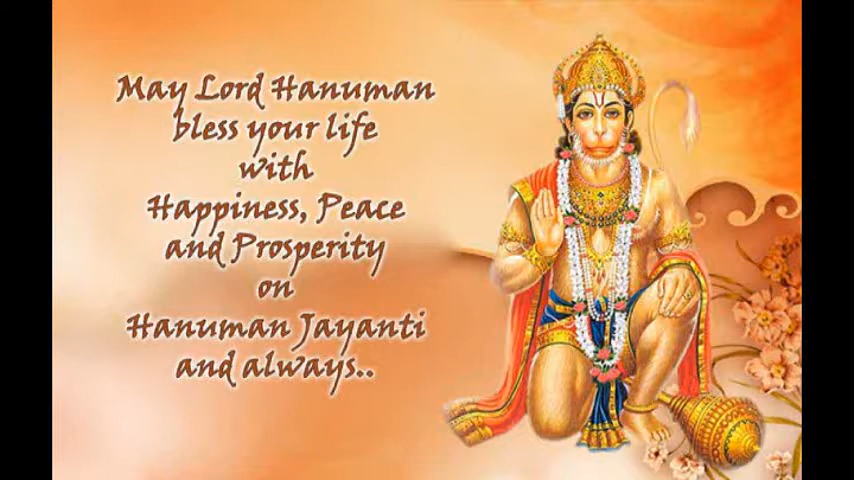 May Lord Hanuman
bless your life
with
Happiness, Peace
and Prosperity
on
Hanuman Jayanti
and always..